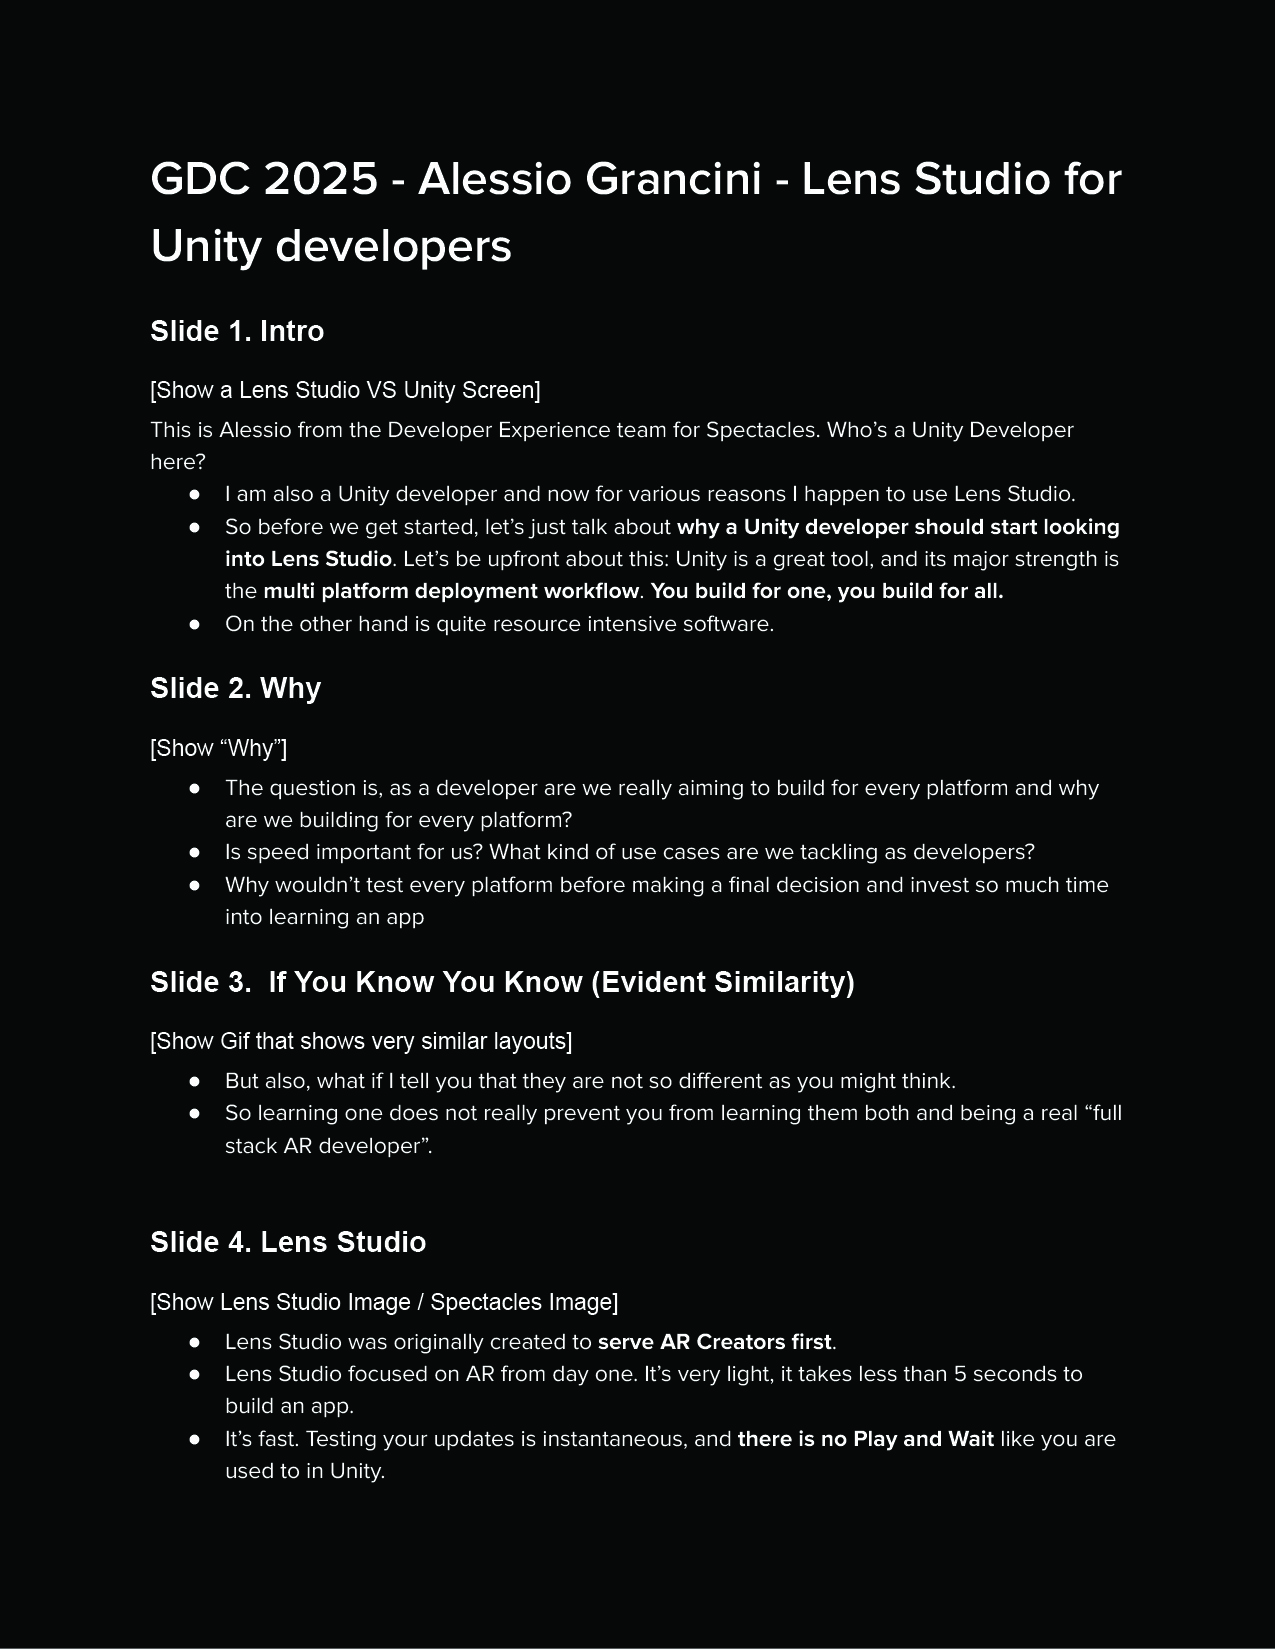 GDC 2025 - Alessio Grancini - Lens Studio for
Unity developers
Slide 1. Intro
[Show a Lens Studio VS Unity Screen]
This is Alessio from the Developer Experience team for Spectacles. Who’s a Unity Developer
here?
● I am also a Unity developer and now for various reasons I happen to use Lens Studio.
● So before we get started, let’s just talk about why a Unity developer should start looking
into Lens Studio. Let’s be upfront about this: Unity is a great tool, and its major strength is
the multi platform deployment workflow. You build for one, you build for all.
● On the other hand is quite resource intensive software.
Slide 2. Why
[Show “Why”]
● The question is, as a developer are we really aiming to build for every platform and why
are we building for every platform?
● Is speed important for us? What kind of use cases are we tackling as developers?
● Why wouldn’t test every platform before making a final decision and invest so much time
into learning an app
Slide 3.  If You Know You Know (Evident Similarity)
[Show Gif that shows very similar layouts]
● But also, what if I tell you that they are not so different as you might think.
● So learning one does not really prevent you from learning them both and being a real “full
stack AR developer”.
Slide 4. Lens Studio
[Show Lens Studio Image / Spectacles Image]
● Lens Studio was originally created to serve AR Creators first.
● Lens Studio focused on AR from day one. It’s very light, it takes less than 5 seconds to
build an app.
● It’s fast. Testing your updates is instantaneous, and there is no Play and Wait like you are
used to in Unity.